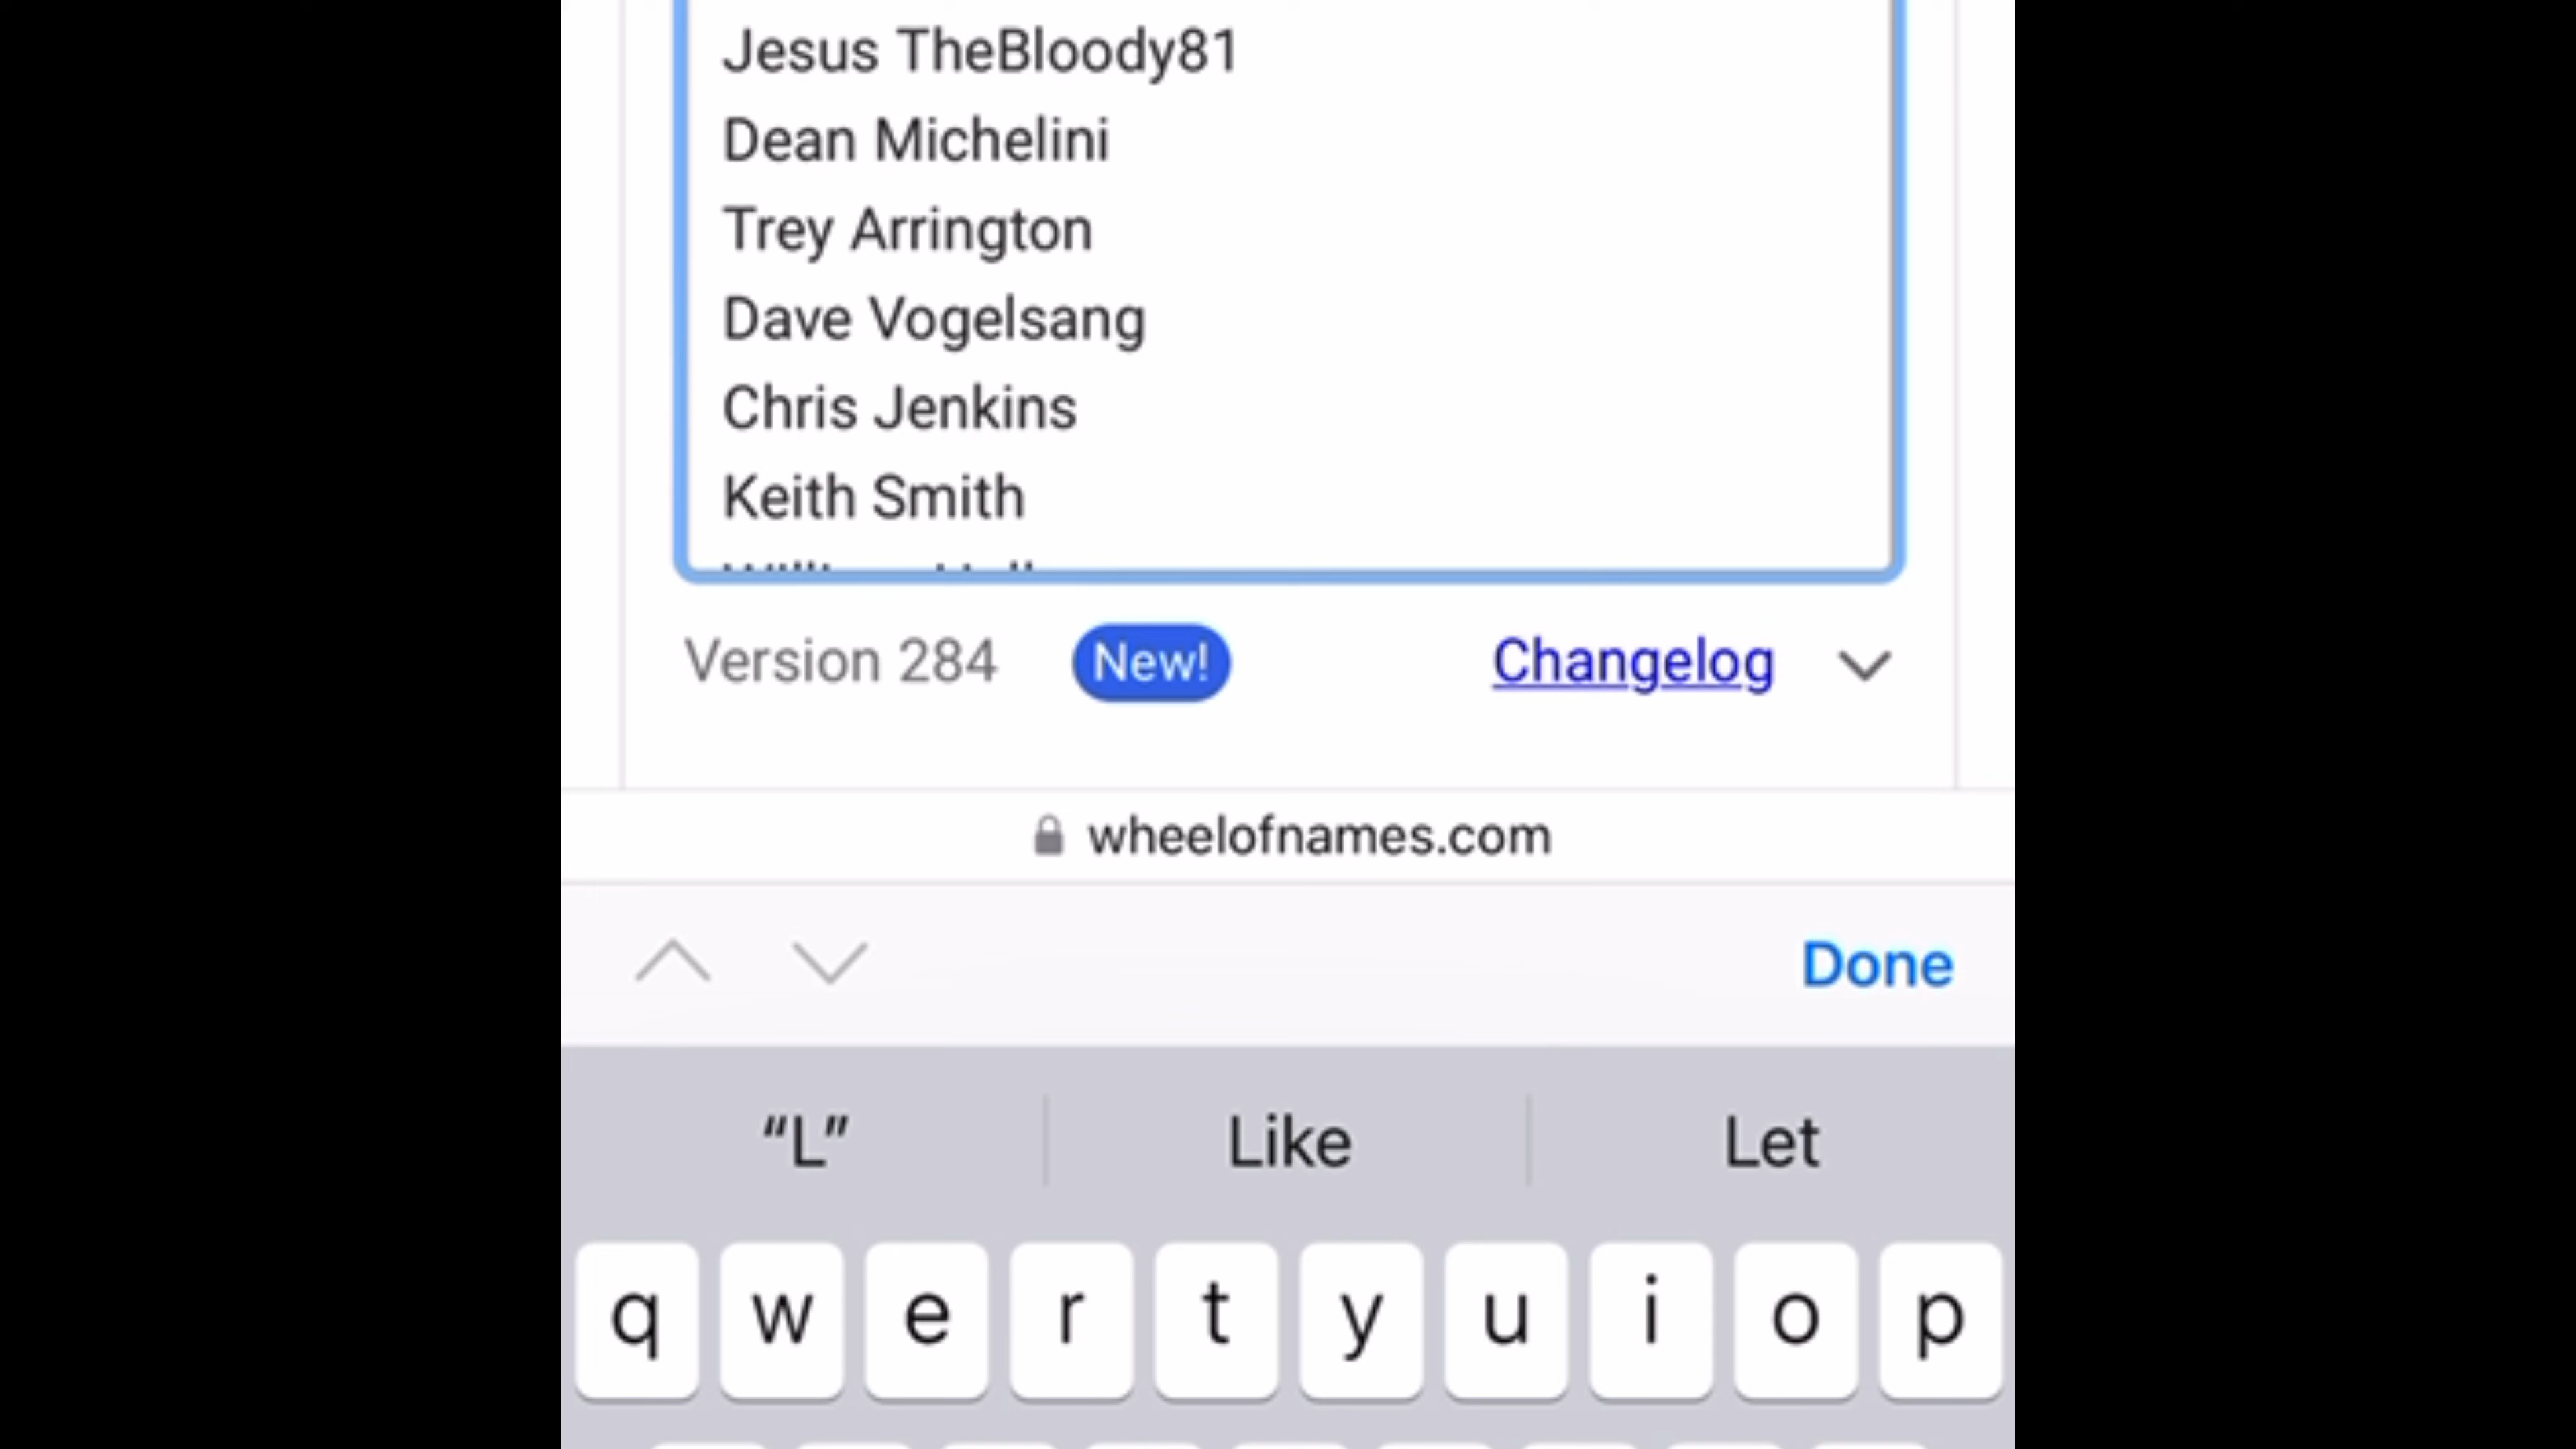 Jesus TheBloody81
Dean Michelini
Trey Arrington
Dave Vogelsang
Chris Jenkins
Keith Smith
Version 284 New! Changelog
wheelofnames.com
Done
“L” Like Let
q w e r t y u i o p